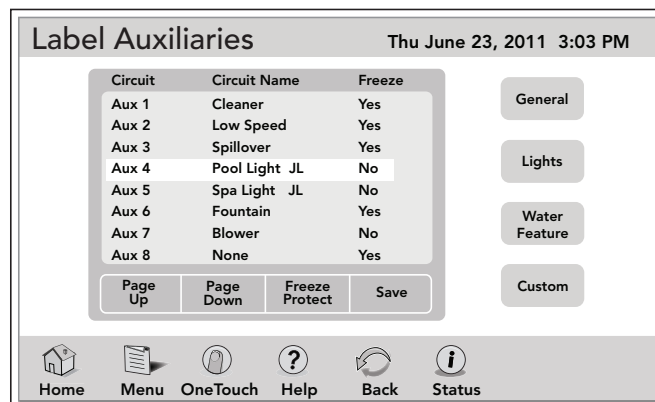 Label Auxiliaries Thu June 23, 2011 3:03 PM
Circuit Circuit Name Freeze
Aux 1 Cleaner Yes
Aux 2 Low Speed Yes
Aux 3 Spillover Yes
Aux 4 Pool Light JL No
Aux 5 Spa Light JL No
Aux 6 Fountain Yes
Aux 7 Blower No
Aux 8 None Yes
Page Up Page Down Freeze Protect Save
General
Lights
Water
Feature
Custom
Home Menu OneTouch Help Back Status
?
i